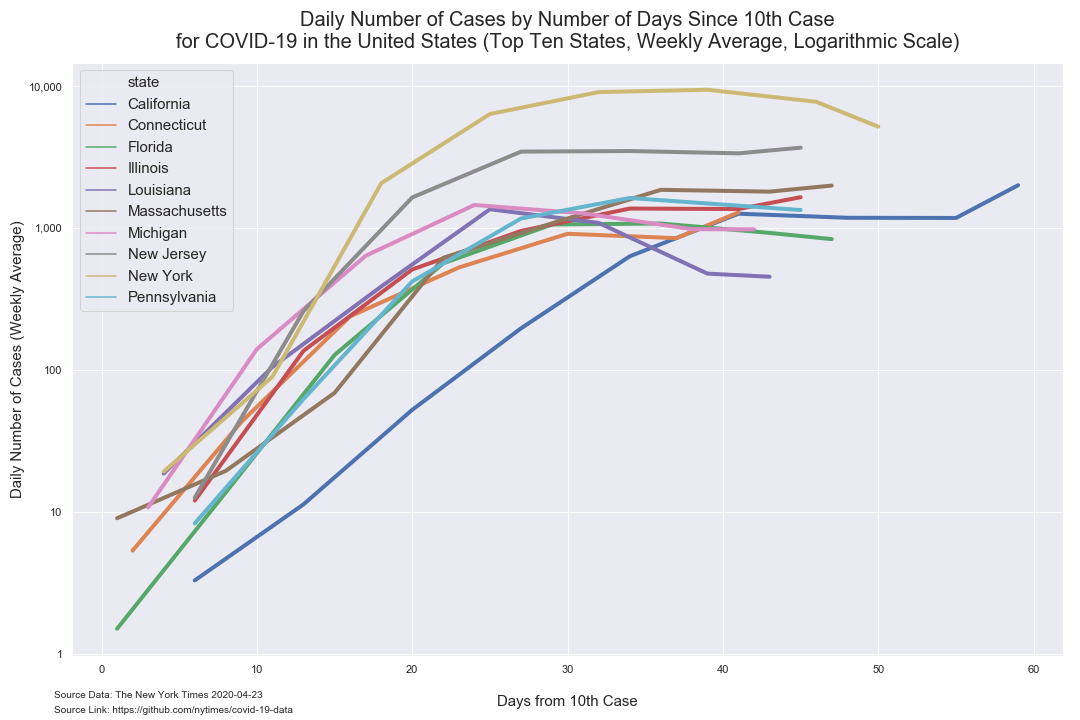 Daily Number of Cases by Number of Days Since 10th Case
for COVID-19 in the United States (Top Ten States, Weekly Average, Logarithmic Scale)
state
California
Connecticut
Florida
Illinois
Louisiana
Massachusetts
Michigan
New Jersey
New York
Pennsylvania
Daily Number of Cases (Weekly Average)
10,000
1,000
100
10
1
0 10 20 30 40 50 60
Days from 10th Case
Source Data: The New York Times 2020-04-23
Source Link: https://github.com/nytimes/covid-19-data